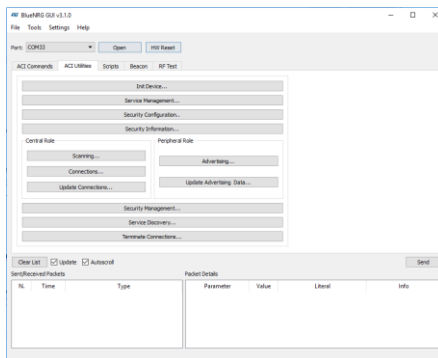 BlueNRG GUI v3.1.0
File Tools Settings Help
Port: COM33 Open HW Reset
ACI Commands ACI Utilities Scripts Beacon RF Test
Init Device...
Service Management...
Security Configuration..
Security Information...
Central Role Peripheral Role
Scanning...
Advertising...
Connections...
Update Advertising Data...
Update Connections...
Security Management...
Service Discovery...
Terminate Connections...
Clear List Update Autoscroll Send
Sent/Received Packets Packet Details
N. Time Type Parameter Value Literal Info